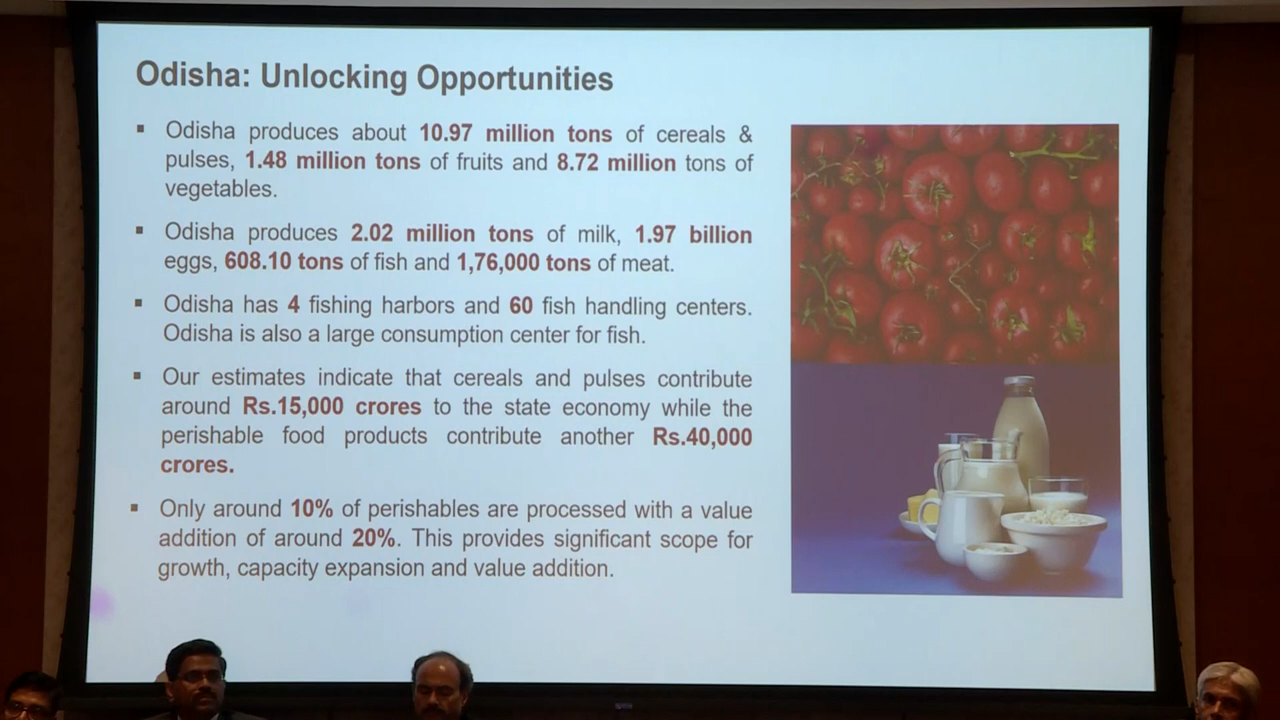 Odisha: Unlocking Opportunities
▪ Odisha produces about 10.97 million tons of cereals &
pulses, 1.48 million tons of fruits and 8.72 million tons of
vegetables.
▪ Odisha produces 2.02 million tons of milk, 1.97 billion
eggs, 608.10 tons of fish and 1,76,000 tons of meat.
▪ Odisha has 4 fishing harbors and 60 fish handling centers.
Odisha is also a large consumption center for fish.
▪ Our estimates indicate that cereals and pulses contribute
around Rs.15,000 crores to the state economy while the
perishable food products contribute another Rs.40,000
crores.
▪ Only around 10% of perishables are processed with a value
addition of around 20%. This provides significant scope for
growth, capacity expansion and value addition.